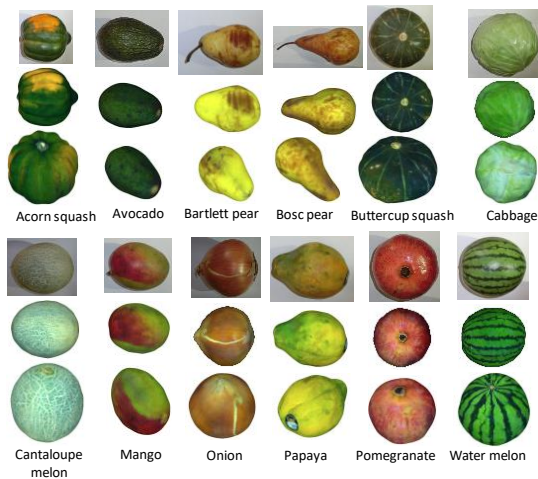 Acorn squash
Avocado
Bartlett pear
Bosc pear
Buttercup squash
Cabbage
Cantaloupe
melon
Mango
Onion
Papaya
Pomegranate
Water melon